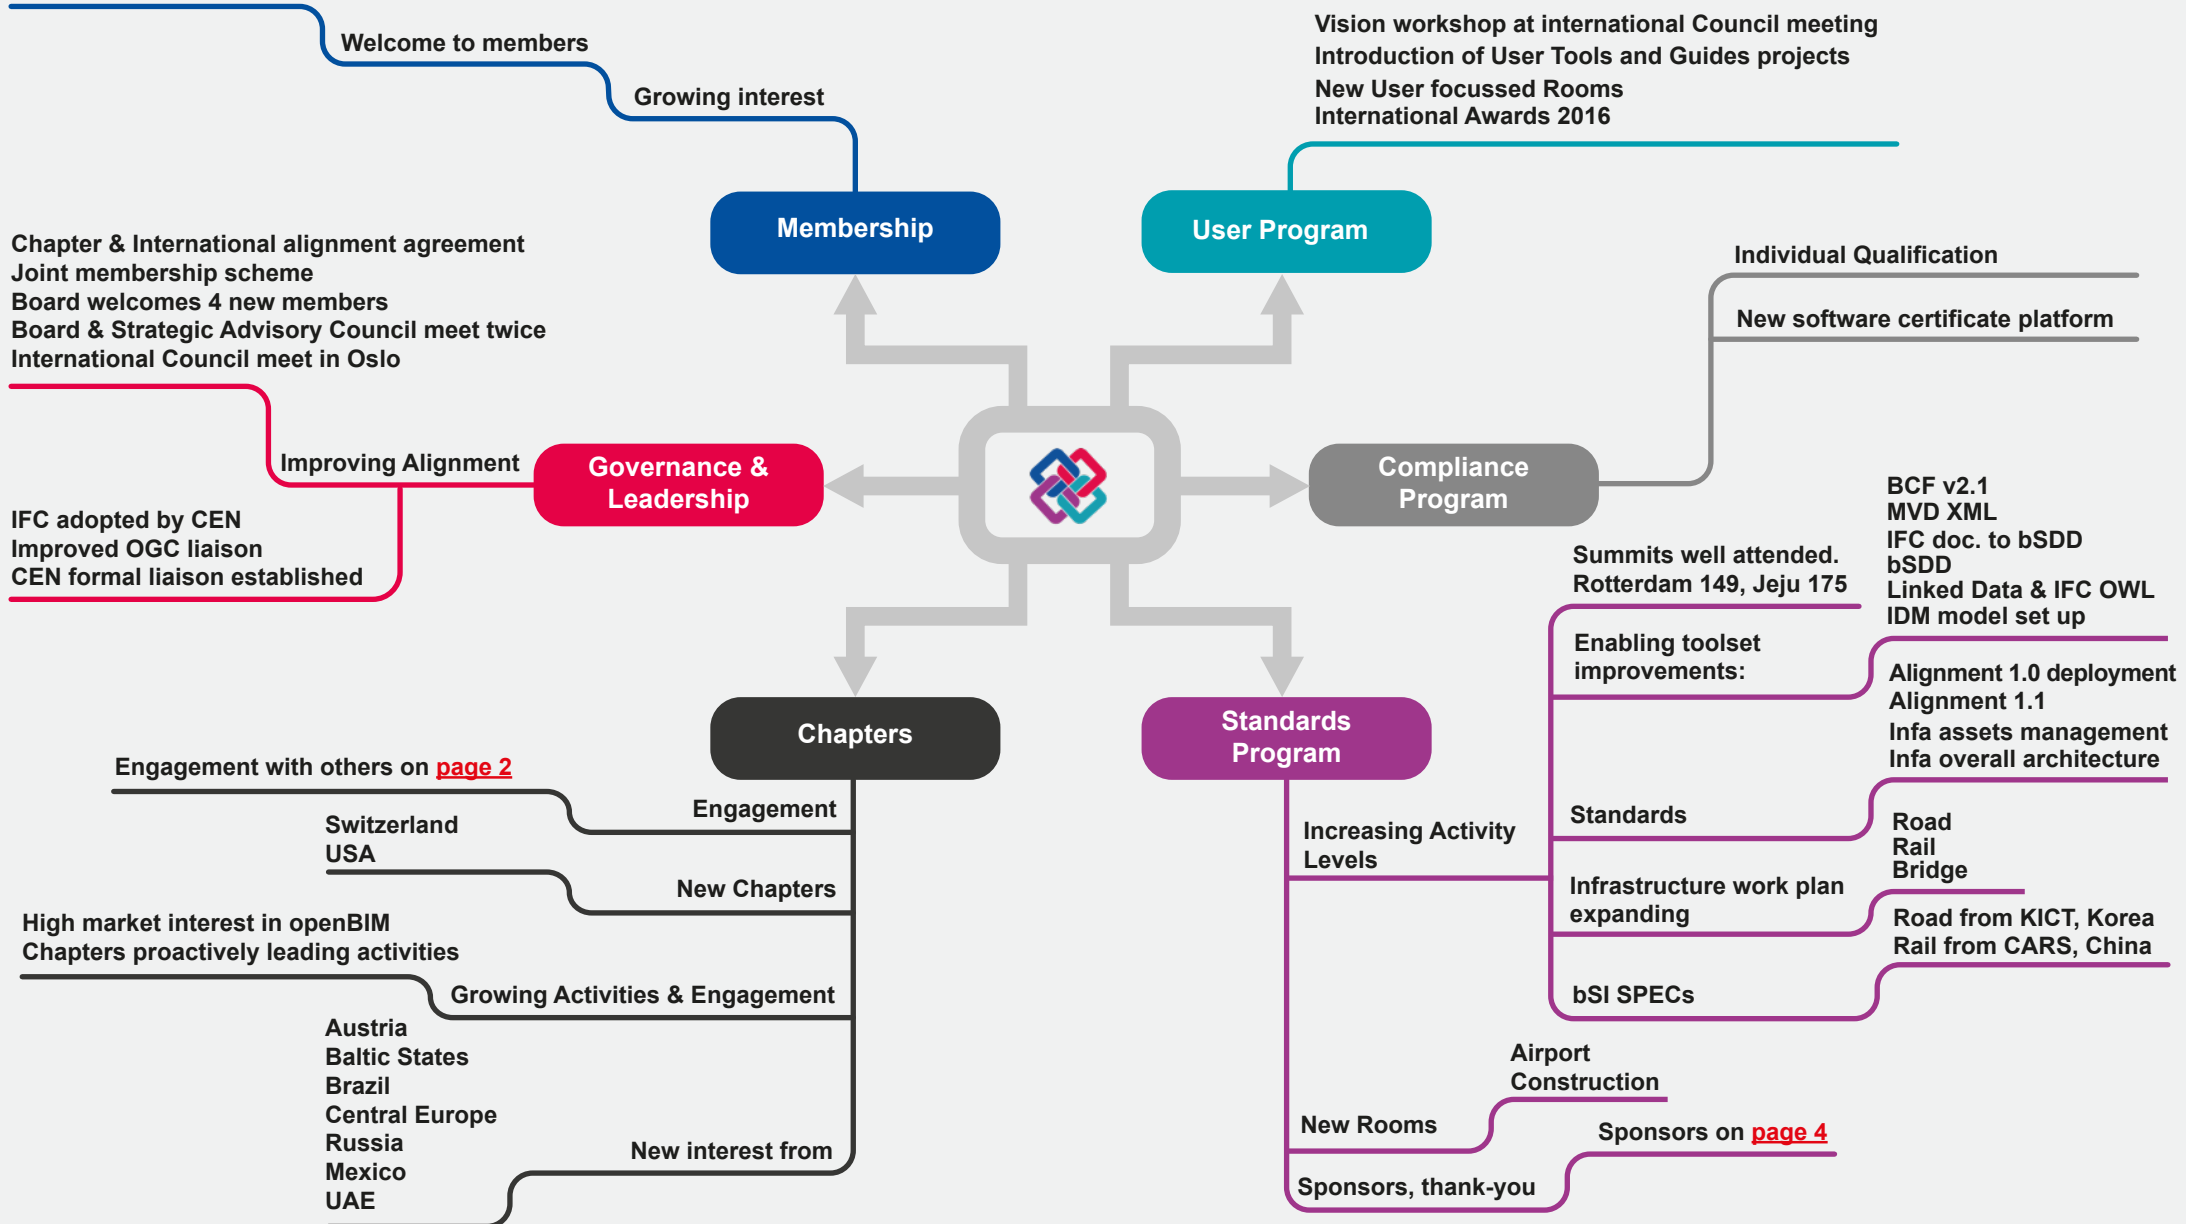 Welcome to members
Growing interest
Membership
Vision workshop at international Council meeting
Introduction of User Tools and Guides projects
New User focussed Rooms
International Awards 2016
User Program
Chapter & International alignment agreement
Joint membership scheme
Board welcomes 4 new members
Board & Strategic Advisory Council meet twice
International Council meet in Oslo
Improving Alignment
IFC adopted by CEN
Improved OGC liaison
CEN formal liaison established
Governance &
Leadership
Individual Qualification
New software certificate platform
Compliance
Program
Chapters
Engagement with others on page 2
Engagement
Switzerland
USA
New Chapters
High market interest in openBIM
Chapters proactively leading activities
Growing Activities & Engagement
Austria
Baltic States
Brazil
Central Europe
Russia
Mexico
UAE
New interest from
Standards
Program
Increasing Activity
Levels
Summits well attended.
Rotterdam 149, Jeju 175
Enabling toolset
improvements:
BCF v2.1
MVD XML
IFC doc. to bSDD
bSDD
Linked Data & IFC OWL
IDM model set up
Standards
Alignment 1.0 deployment
Alignment 1.1
Infa assets management
Infa overall architecture
Infrastructure work plan
expanding
Road
Rail
Bridge
bSI SPECs
Road from KICT, Korea
Rail from CARS, China
New Rooms
Airport
Construction
Sponsors, thank-you
Sponsors on page 4